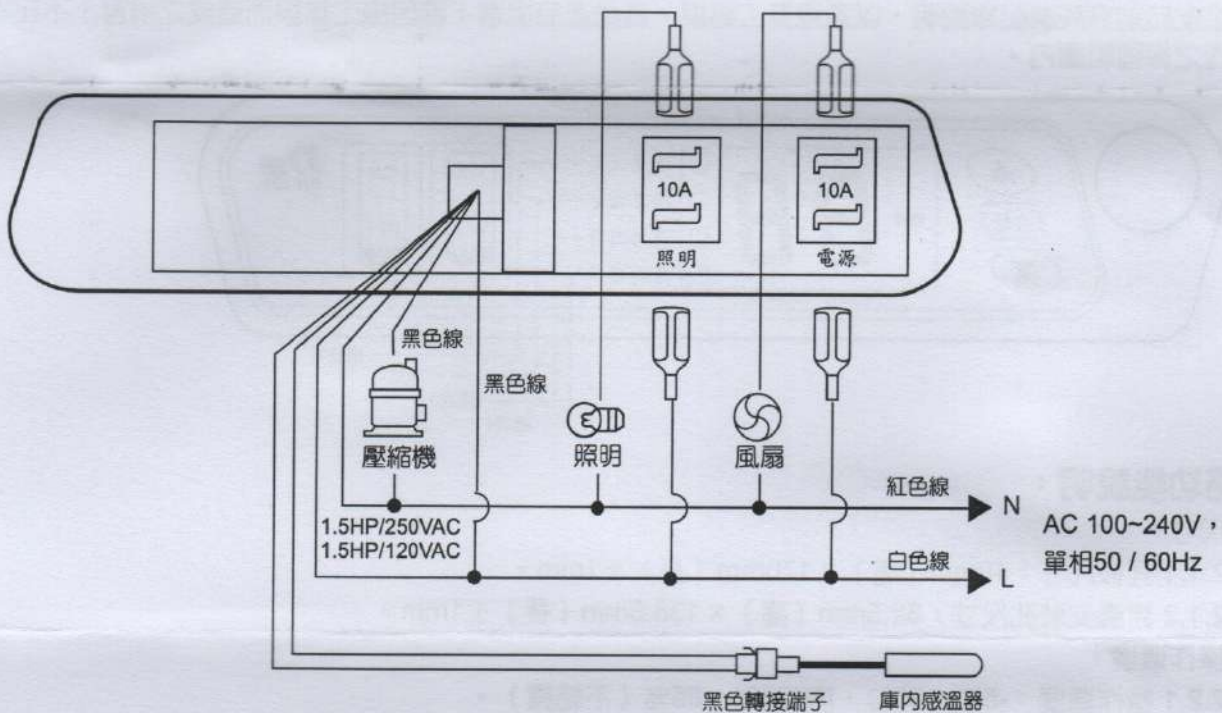 10A
10A
照明
電源
黑色線
黑色線
壓縮機
照明
風扇
紅色線
N
1.5HP/250VAC
1.5HP/120VAC
AC 100~240V，
單相50 / 60Hz
白色線
L
黑色轉接端子
庫內感溫器